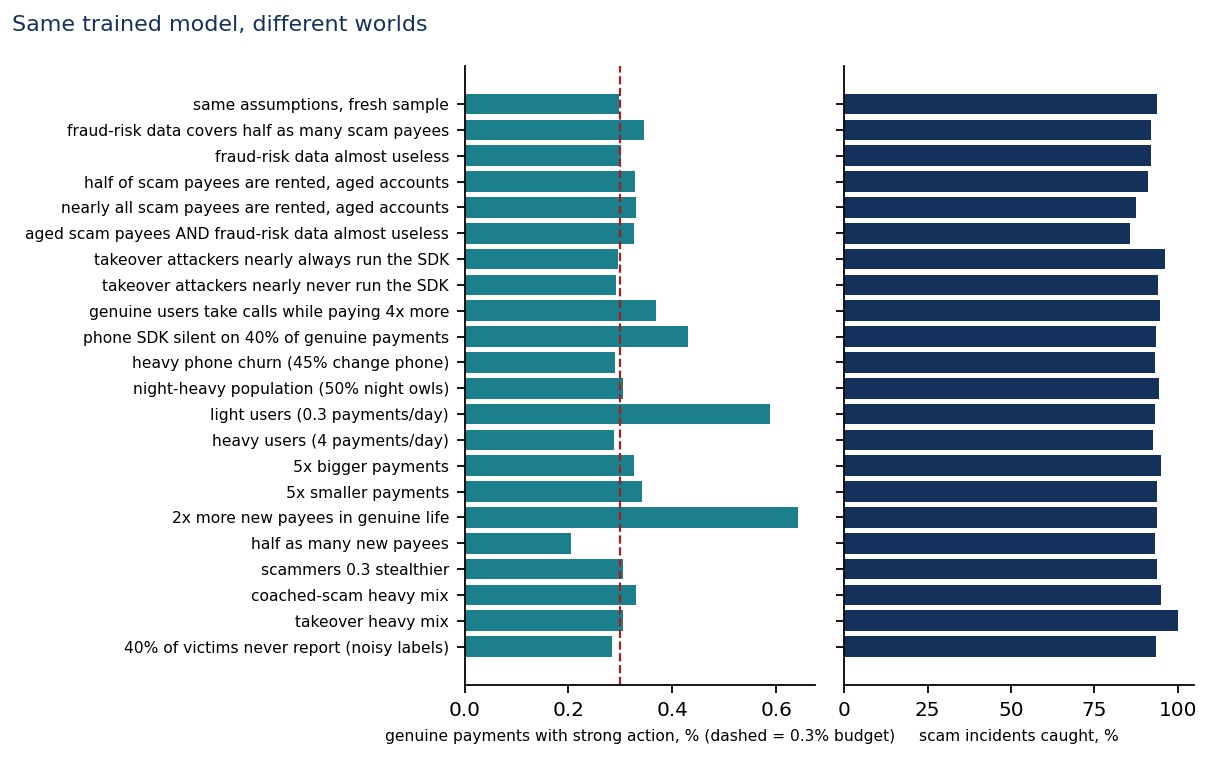 Same trained model, different worlds
same assumptions, fresh sample
fraud-risk data covers half as many scam payees
fraud-risk data almost useless
half of scam payees are rented, aged accounts
nearly all scam payees are rented, aged accounts
aged scam payees AND fraud-risk data almost useless
takeover attackers nearly always run the SDK
takeover attackers nearly never run the SDK
genuine users take calls while paying 4x more
phone SDK silent on 40% of genuine payments
heavy phone churn (45% change phone)
night-heavy population (50% night owls)
light users (0.3 payments/day)
heavy users (4 payments/day)
5x bigger payments
5x smaller payments
2x more new payees in genuine life
half as many new payees
scammers 0.3 stealthier
coached-scam heavy mix
takeover heavy mix
40% of victims never report (noisy labels)
0.0 0.2 0.4 0.6 0 25 50 75 100
genuine payments with strong action, % (dashed = 0.3% budget) scam incidents caught, %